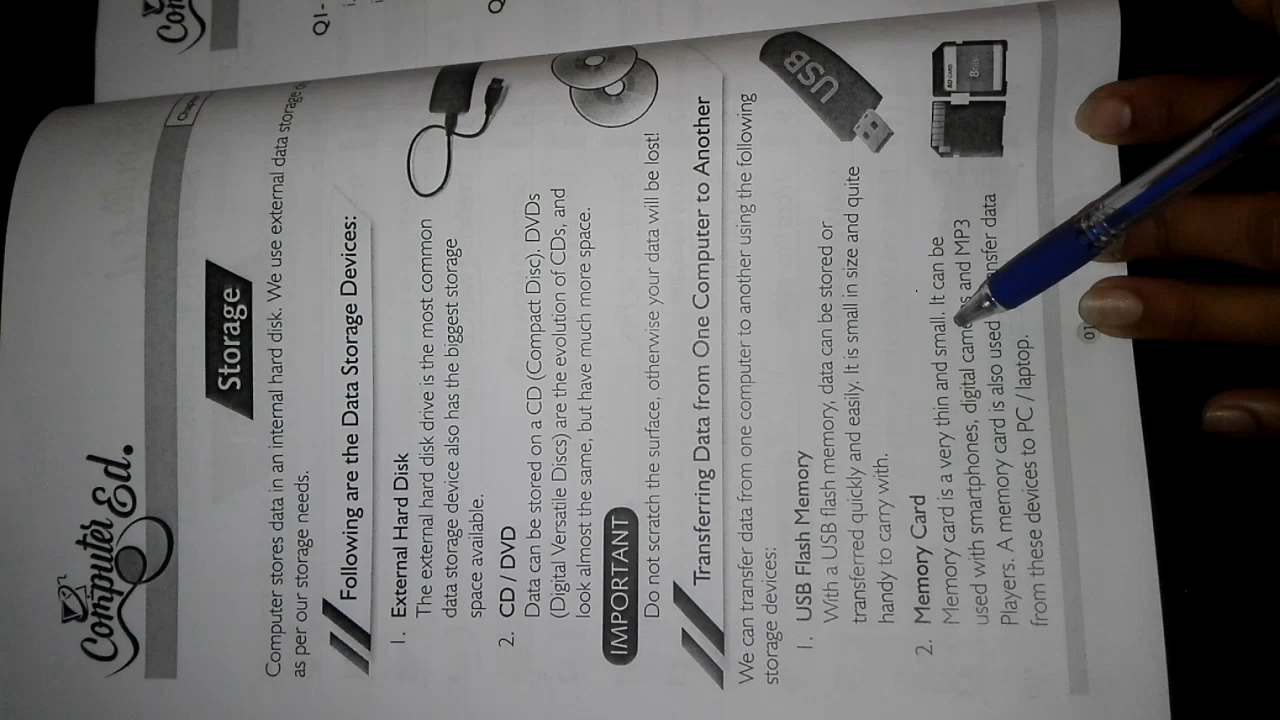 Computer Ed.
Storage
Computer stores data in an internal hard disk. We use external data storage
as per our storage needs.
Following are the Data Storage Devices:
1. External Hard Disk
The external hard disk drive is the most common
data storage device also has the biggest storage
space available.
2. CD / DVD
Data can be stored on a CD (Compact Disc), DVDs
(Digital Versatile Discs) are the evolution of CDs, and
look almost the same, but have much more space.
IMPORTANT
Do not scratch the surface, otherwise your data will be lost!
Transferring Data from One Computer to Another
We can transfer data from one computer to another using the following
storage devices:
1. USB Flash Memory
With a USB flash memory, data can be stored or
transferred quickly and easily. It is small in size and quite
handy to carry with.
USB
2. Memory Card
Memory card is a very thin and small. It can be
used with smartphones, digital and MP3
Players. A memory card is also used data
from these devices to PC / laptop.
8
10
Com
Q1-